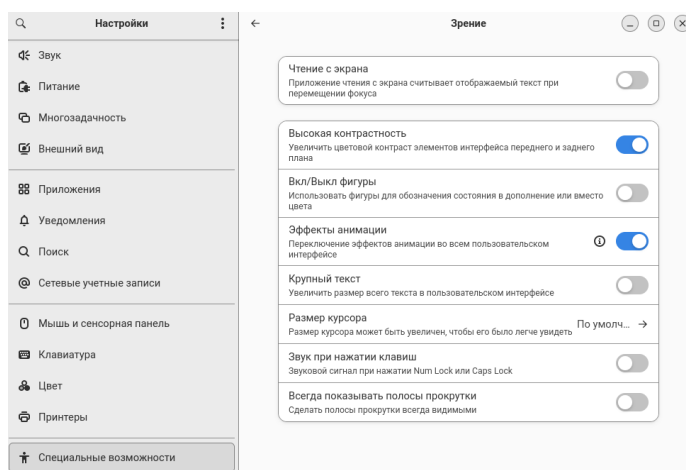 Настройки
Звук
Питание
Многозадачность
Внешний вид
Приложения
Уведомления
Поиск
Сетевые учетные записи
Мышь и сенсорная панель
Клавиатура
Цвет
Принтеры
Специальные возможности
Зрение
Чтение с экрана
Приложение чтения с экрана считывает отображаемый текст при
перемещении фокуса
Высокая контрастность
Увеличить цветовой контраст элементов интерфейса переднего и заднего
плана
Вкл/Выкл фигуры
Использовать фигуры для обозначения состояния в дополнение или вместо
цвета
Эффекты анимации
Переключение эффектов анимации во всем пользовательском
интерфейсе
Крупный текст
Увеличить размер всего текста в пользовательском интерфейсе
Размер курсора
Размер курсора может быть увеличен, чтобы его было легче увидеть
По умолч...
Звук при нажатии клавиш
Звуковой сигнал при нажатии Num Lock или Caps Lock
Всегда показывать полосы прокрутки
Сделать полосы прокрутки всегда видимыми